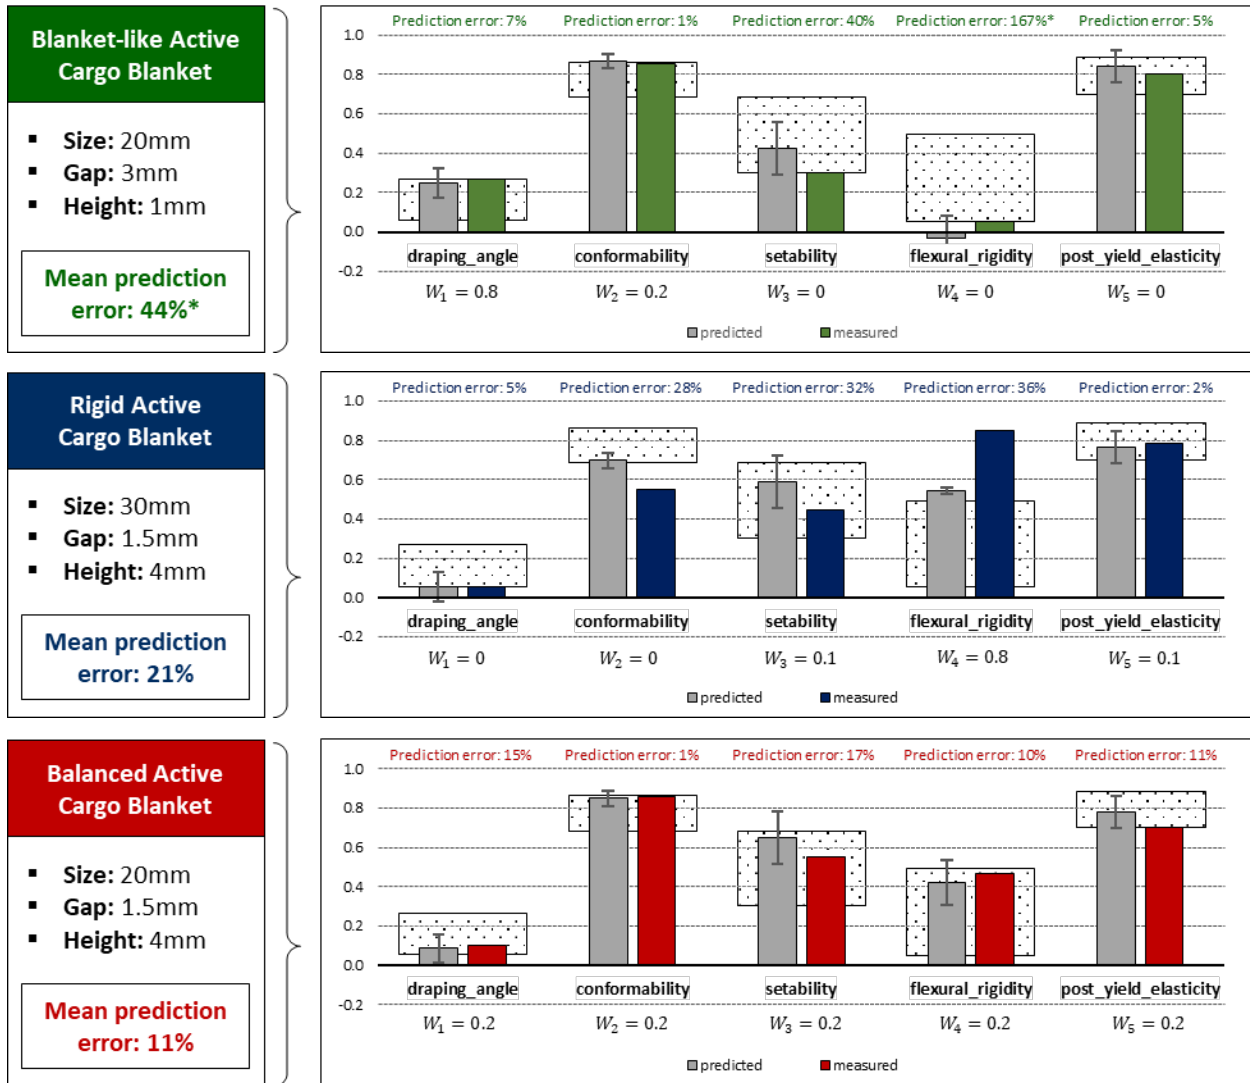 Blanket-like Active
Cargo Blanket
▪ Size: 20mm
▪ Gap: 3mm
▪ Height: 1mm
Mean prediction
error: 44%*
Prediction error: 7%
Prediction error: 1%
Prediction error: 40%
Prediction error: 167%*
Prediction error: 5%
1.0
0.8
0.6
0.4
0.2
0.0
-0.2
draping_angle
conformability
setability
flexural_rigidity
post_yield_elasticity
W₁ = 0.8
W₂ = 0.2
W₃ = 0
W₄ = 0
W₅ = 0
predicted
measured
Rigid Active
Cargo Blanket
▪ Size: 30mm
▪ Gap: 1.5mm
▪ Height: 4mm
Mean prediction
error: 21%
Prediction error: 5%
Prediction error: 28%
Prediction error: 32%
Prediction error: 36%
Prediction error: 2%
1.0
0.8
0.6
0.4
0.2
0.0
-0.2
draping_angle
conformability
setability
flexural_rigidity
post_yield_elasticity
W₁ = 0
W₂ = 0
W₃ = 0.1
W₄ = 0.8
W₅ = 0.1
predicted
measured
Balanced Active
Cargo Blanket
▪ Size: 20mm
▪ Gap: 1.5mm
▪ Height: 4mm
Mean prediction
error: 11%
Prediction error: 15%
Prediction error: 1%
Prediction error: 17%
Prediction error: 10%
Prediction error: 11%
1.0
0.8
0.6
0.4
0.2
0.0
-0.2
draping_angle
conformability
setability
flexural_rigidity
post_yield_elasticity
W₁ = 0.2
W₂ = 0.2
W₃ = 0.2
W₄ = 0.2
W₅ = 0.2
predicted
measured